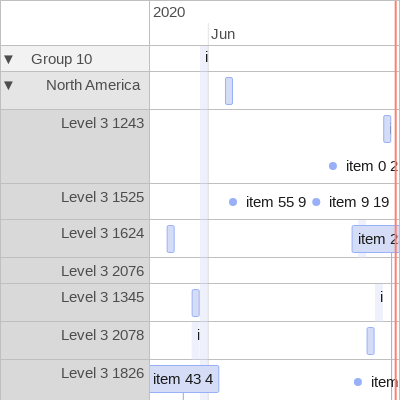 2020
Jun
▼ Group 10 i
▼ North America
Level 3 1243
item 0 2
Level 3 1525 item 55 9 item 9 19
Level 3 1624 item 2
Level 3 2076
Level 3 1345 i
Level 3 2078 i
Level 3 1826 item 43 4 item